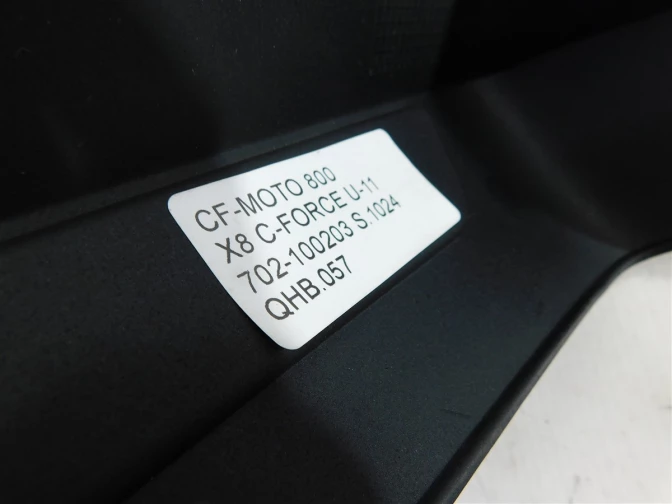 CF-MOTO 800
X8 C-FORCE U-11
702-100203 S.1024
QHB.057